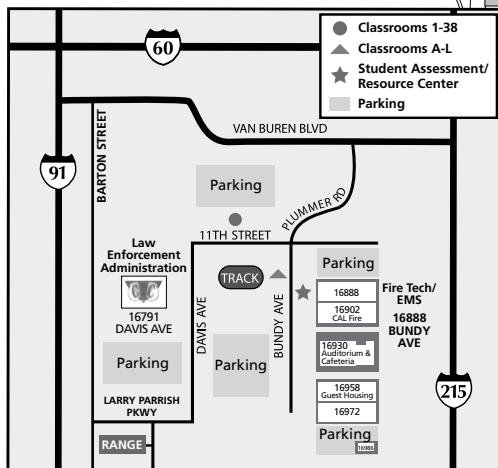 Classrooms 1-38
Classrooms A-L
Student Assessment/
Resource Center
Parking
60
91
215
BARTON STREET
VAN BUREN BLVD
PLUMMER RD
Parking
11TH STREET
Law
Enforcement
Administration
16791
DAVIS AVE
TRACK
DAVIS AVE
BUNDY AVE
Parking
Parking
LARRY PARRISH
PKWY
RANGE
Parking
16888
16902
CAL Fire
16930
Auditorium &
Cafeteria
16958
Guest Housing
16972
Parking
16986
Fire Tech/
EMS
16888
BUNDY
AVE